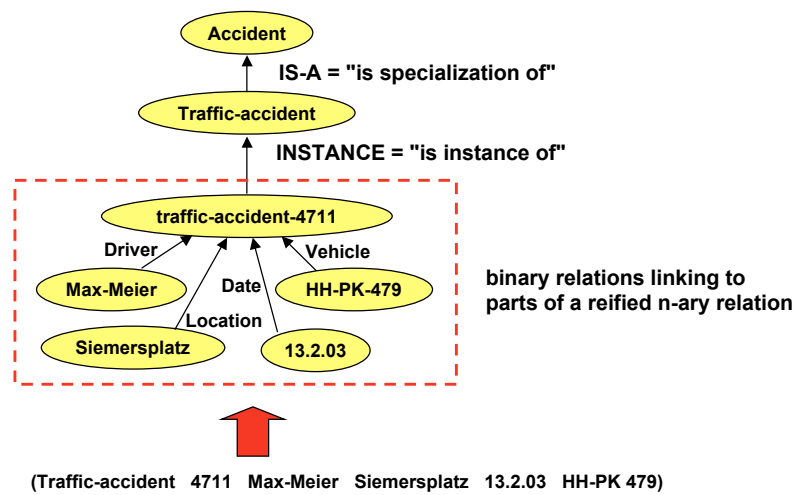 Accident
IS-A = "is specialization of"
Traffic-accident
INSTANCE = "is instance of"
traffic-accident-4711
Driver
Vehicle
Max-Meier
Date
HH-PK-479
binary relations linking to
parts of a reified n-ary relation
Location
Siemersplatz
13.2.03
(Traffic-accident 4711 Max-Meier Siemersplatz 13.2.03 HH-PK 479)